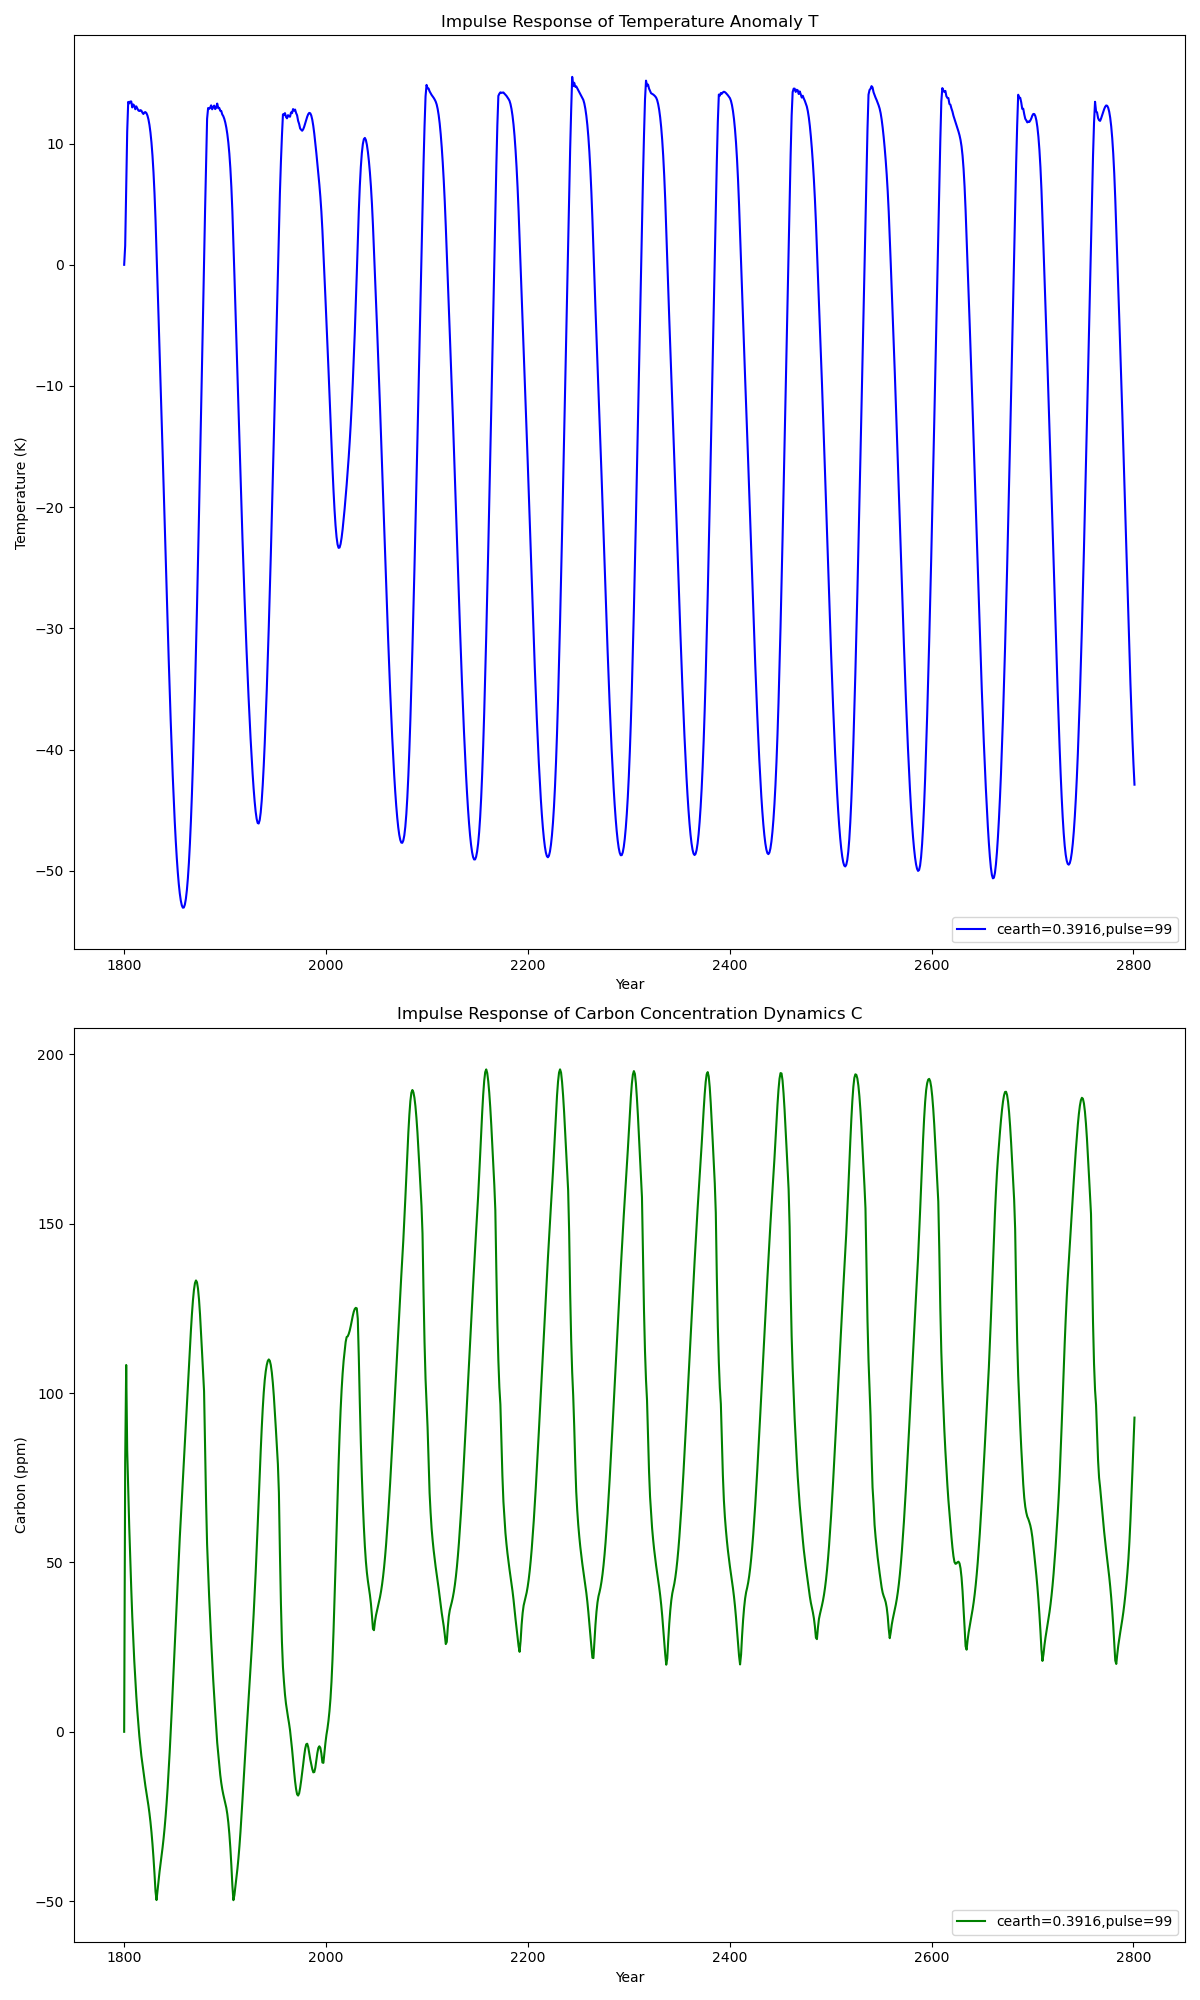 Impulse Response of Temperature Anomaly T
10
0
−10
−20
−30
−40
−50
Temperature (K)
cearth=0.3916,pulse=99
1800 2000 2200 2400 2600 2800
Year
Impulse Response of Carbon Concentration Dynamics C
200
150
100
50
0
−50
Carbon (ppm)
cearth=0.3916,pulse=99
1800 2000 2200 2400 2600 2800
Year